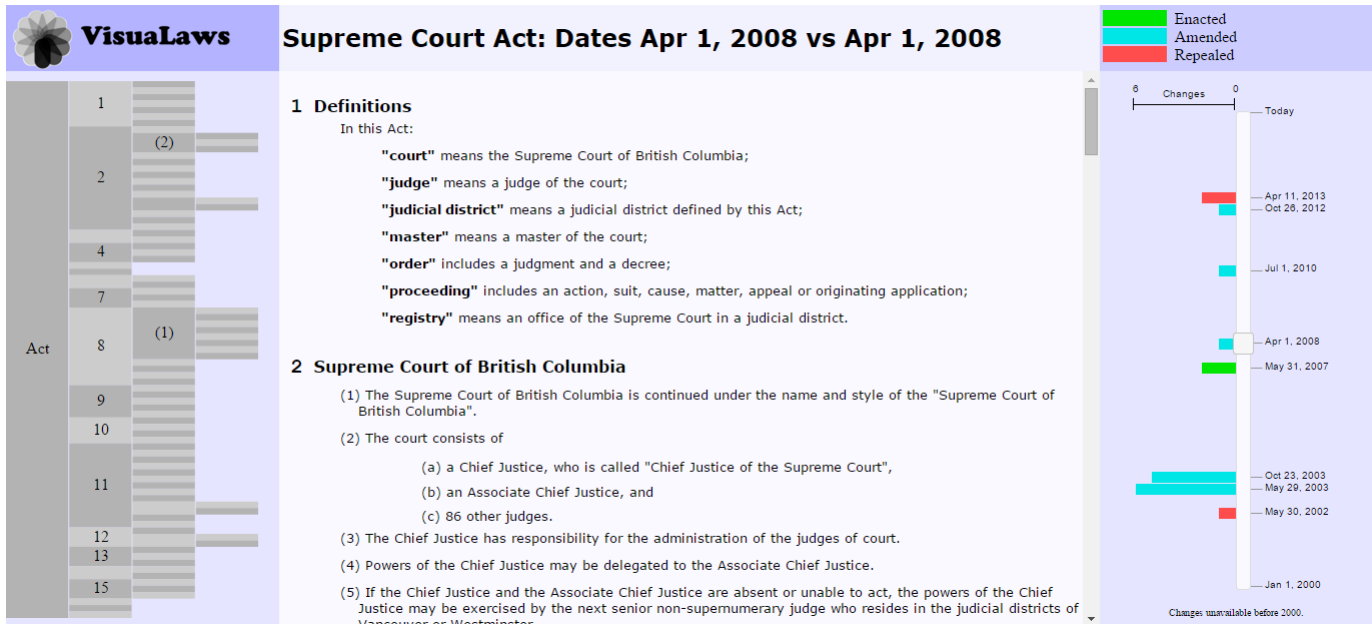 VisuaLaws
Supreme Court Act: Dates Apr 1, 2008 vs Apr 1, 2008
Enacted
Amended
Repealed
Act
1
2
4
7
8
9
10
11
12
13
15
(2)
(1)
1 Definitions
In this Act:
"court" means the Supreme Court of British Columbia;
"judge" means a judge of the court;
"judicial district" means a judicial district defined by this Act;
"master" means a master of the court;
"order" includes a judgment and a decree;
"proceeding" includes an action, suit, cause, matter, appeal or originating application;
"registry" means an office of the Supreme Court in a judicial district.
2 Supreme Court of British Columbia
(1) The Supreme Court of British Columbia is continued under the name and style of the "Supreme Court of
British Columbia".
(2) The court consists of
(a) a Chief Justice, who is called "Chief Justice of the Supreme Court",
(b) an Associate Chief Justice, and
(c) 86 other judges.
(3) The Chief Justice has responsibility for the administration of the judges of court.
(4) Powers of the Chief Justice may be delegated to the Associate Chief Justice.
(5) If the Chief Justice and the Associate Chief Justice are absent or unable to act, the powers of the Chief
Justice may be exercised by the next senior non-supernumerary judge who resides in the judicial districts of
Vancouver or Westminster
6 Changes 0
Today
Apr 11, 2013
Oct 26, 2012
Jul 1, 2010
Apr 1, 2008
May 31, 2007
Oct 23, 2003
May 29, 2003
May 30, 2002
Jan 1, 2000
Changes unavailable before 2000.